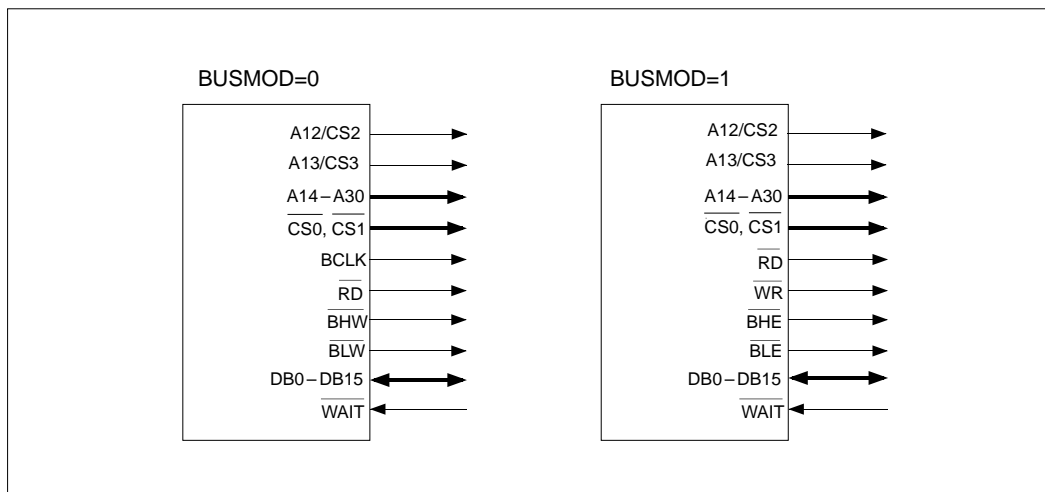 BUSMOD=0
A12/CS2
A13/CS3
A14–A30
CS0, CS1
BCLK
RD
BHW
BLW
DB0–DB15
WAIT
BUSMOD=1
A12/CS2
A13/CS3
A14–A30
CS0, CS1
RD
WR
BHE
BLE
DB0–DB15
WAIT